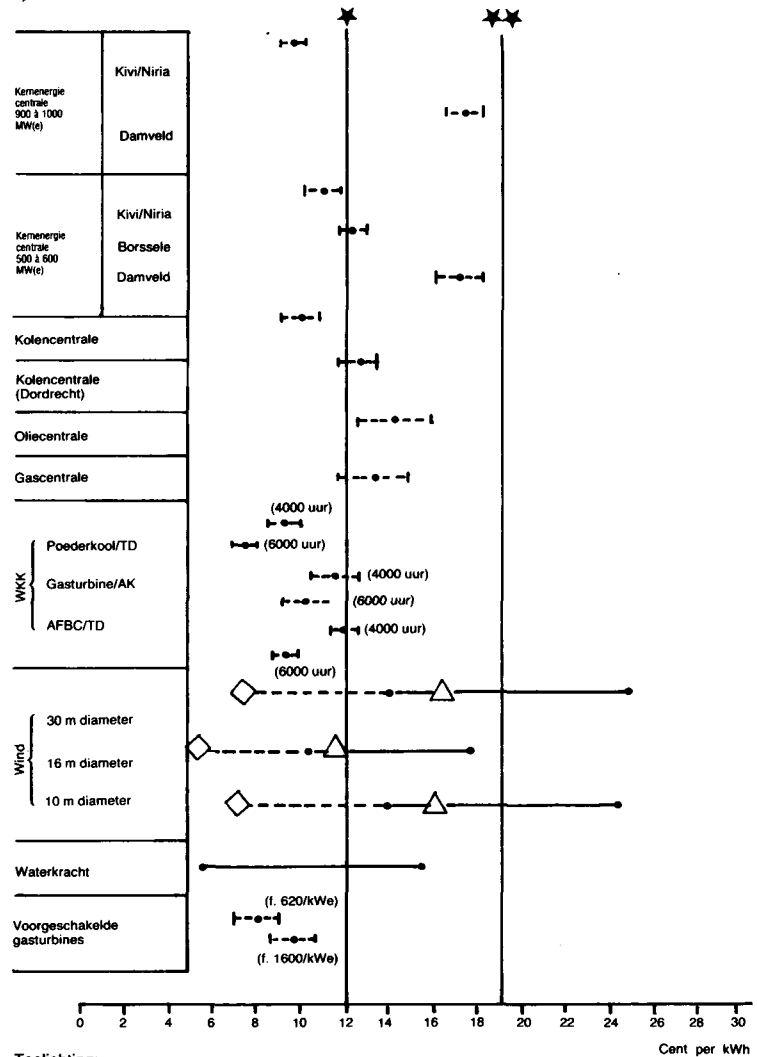 Kernenergie
centrale
900 à 1000
MW(e)
Kivi/Niria
Damveld
Kernenergie
centrale
500 à 600
MW(e)
Kivi/Niria
Borssele
Damveld
Kolencentrale
Kolencentrale
(Dordrecht)
Oliecentrale
Gascentrale
WKK
Poederkool/TD
Gasturbine/AK
AFBC/TD
(4000 uur)
(6000 uur)
(4000 uur)
(6000 uur)
(4000 uur)
(6000 uur)
Wind
30 m diameter
16 m diameter
10 m diameter
Waterkracht
Voorgeschakelde
gasturbines
(f. 620/kWe)
(f. 1600/kWe)
0 2 4 6 8 10 12 14 16 18 20 22 24 26 28 30
Cent per kWh